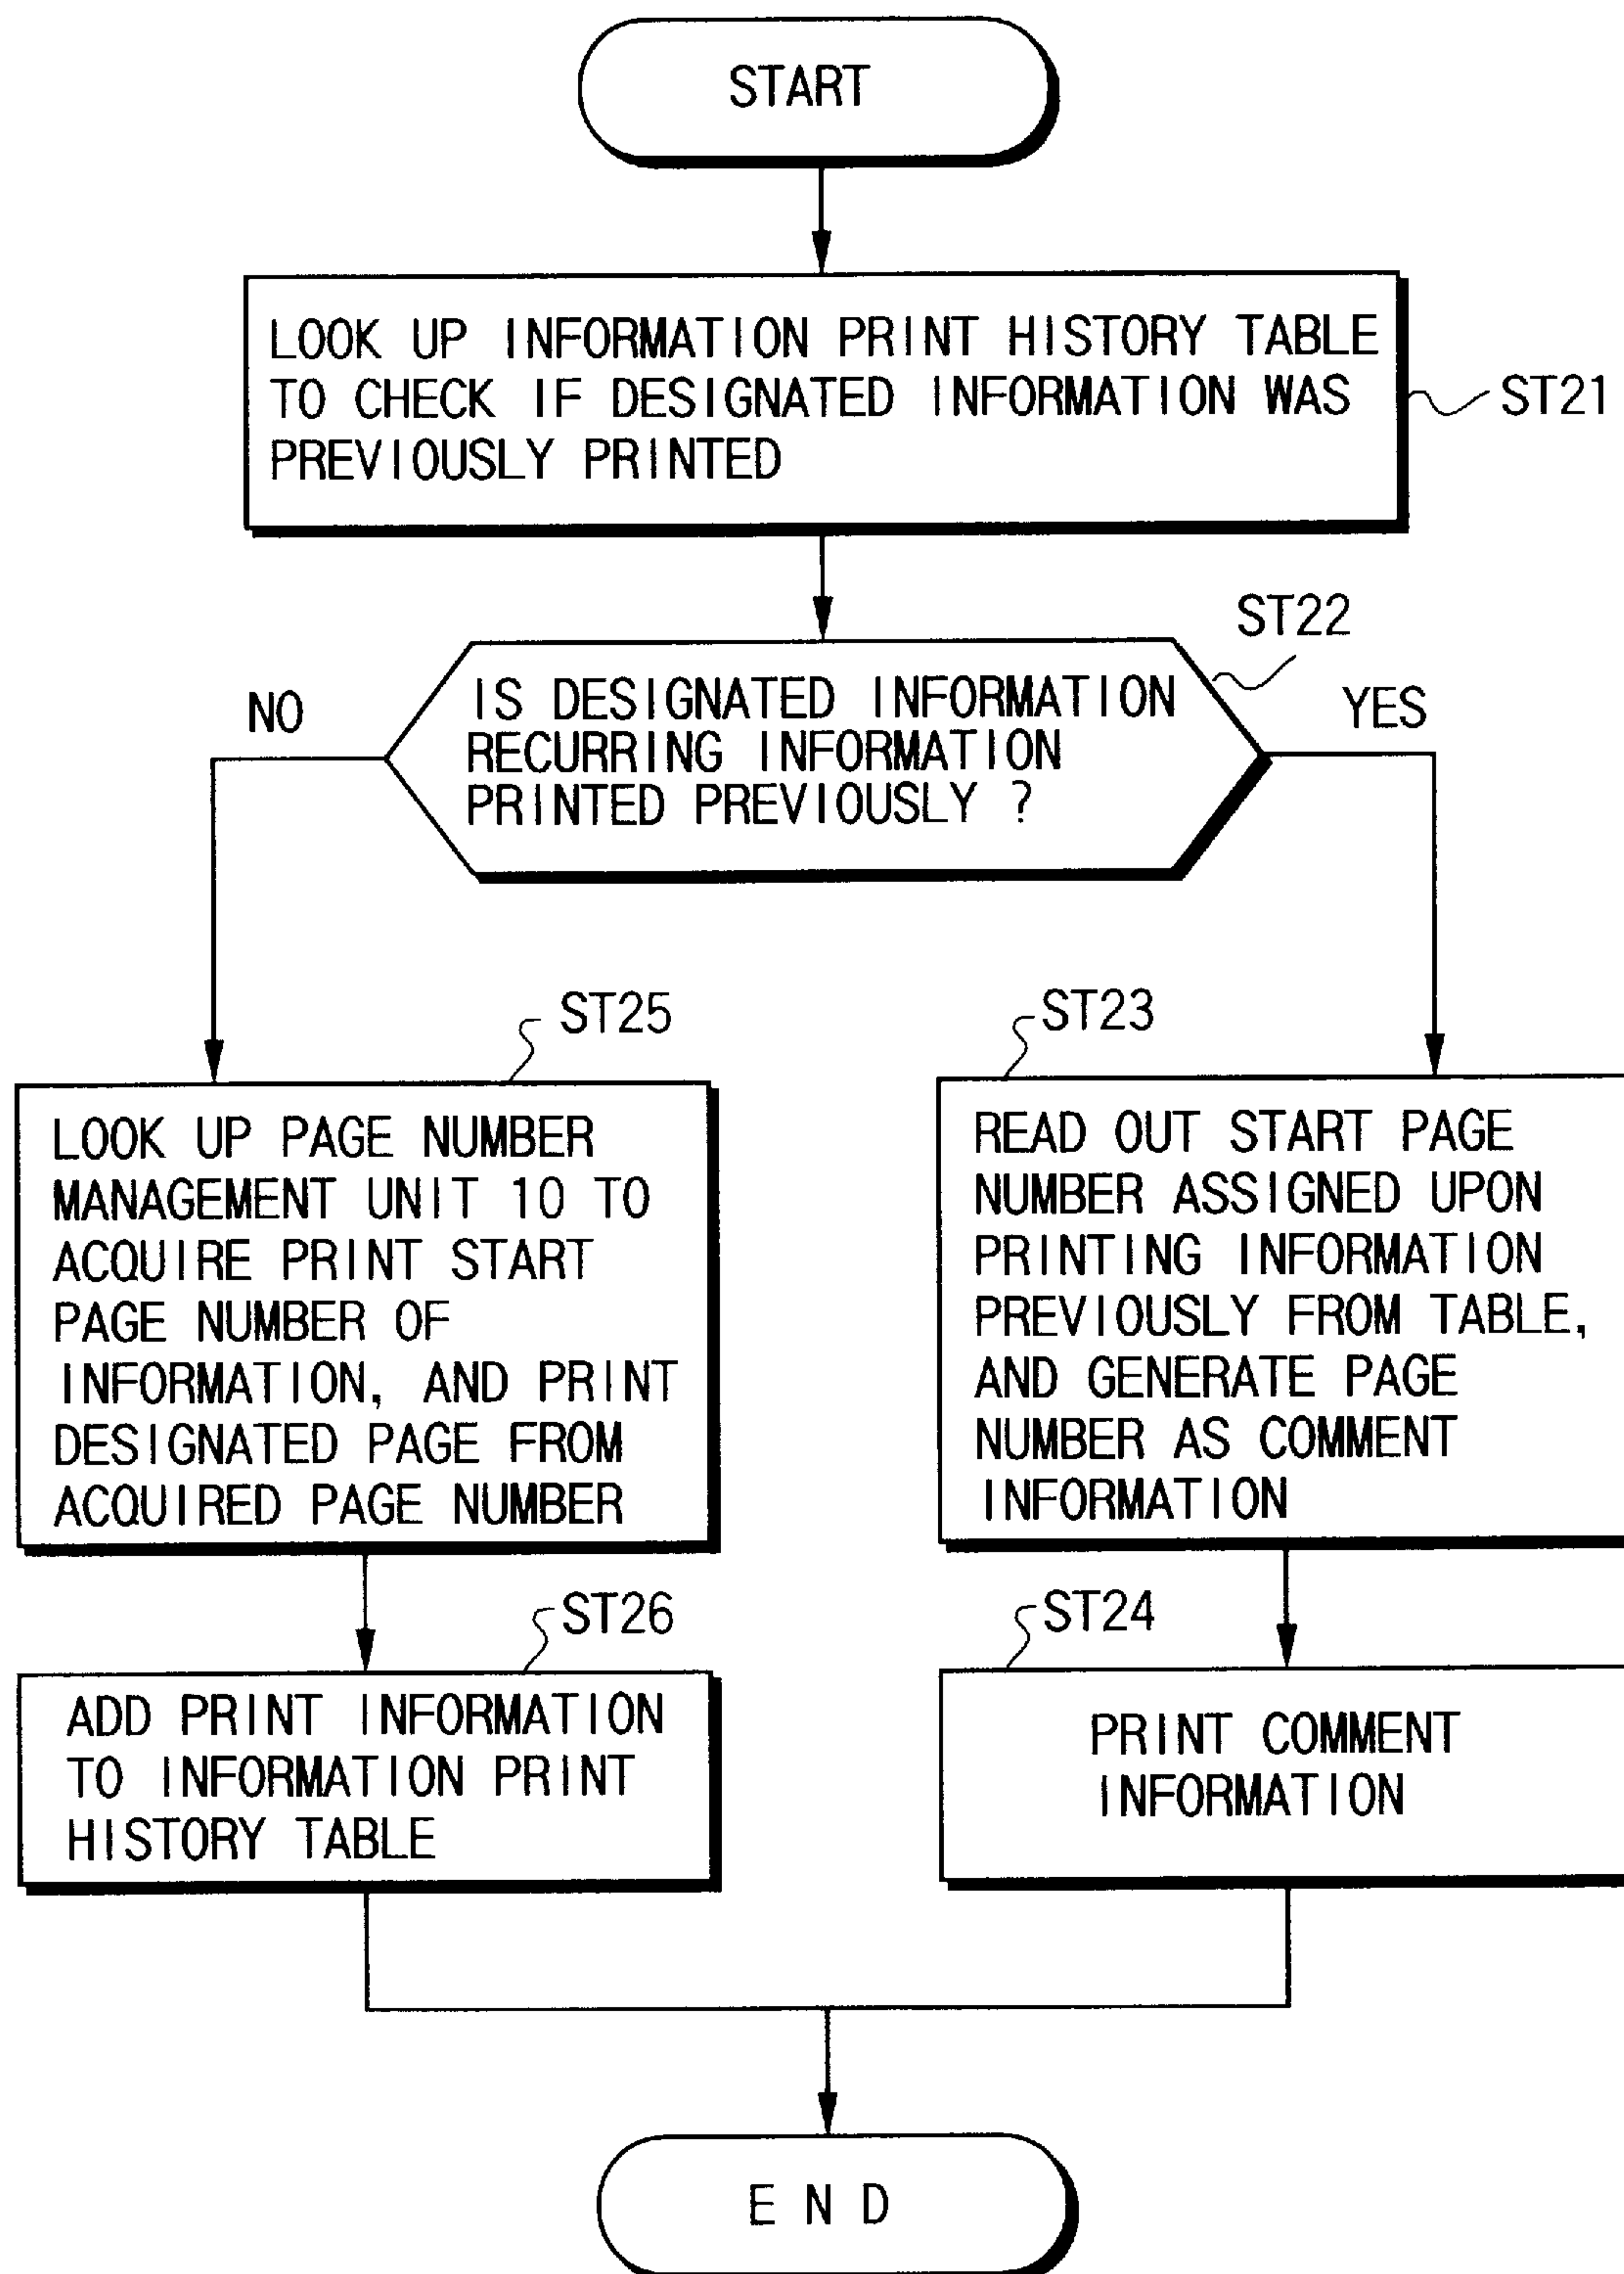 START
LOOK UP INFORMATION PRINT HISTORY TABLE
TO CHECK IF DESIGNATED INFORMATION WAS
PREVIOUSLY PRINTED
ST21
ST22
IS DESIGNATED INFORMATION
RECURRING INFORMATION
PRINTED PREVIOUSLY ?
NO
YES
ST25
LOOK UP PAGE NUMBER
MANAGEMENT UNIT 10 TO
ACQUIRE PRINT START
PAGE NUMBER OF
INFORMATION, AND PRINT
DESIGNATED PAGE FROM
ACQUIRED PAGE NUMBER
ST23
READ OUT START PAGE
NUMBER ASSIGNED UPON
PRINTING INFORMATION
PREVIOUSLY FROM TABLE,
AND GENERATE PAGE
NUMBER AS COMMENT
INFORMATION
ST26
ADD PRINT INFORMATION
TO INFORMATION PRINT
HISTORY TABLE
ST24
PRINT COMMENT
INFORMATION
END